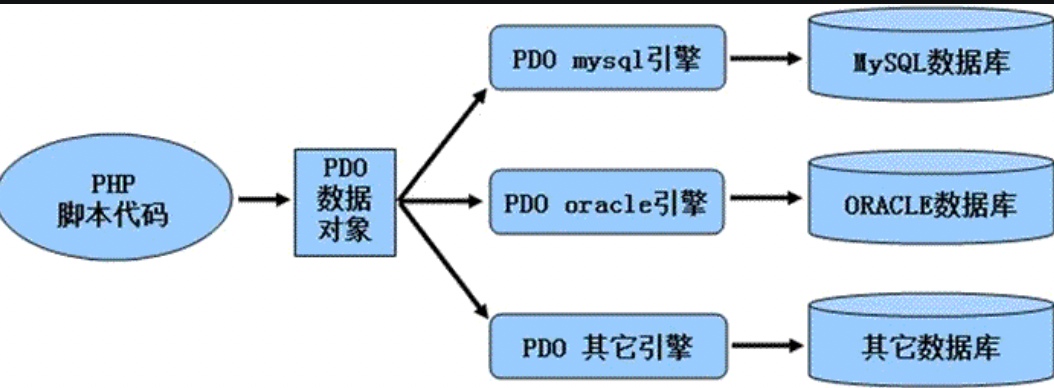 PHP
脚本代码
PDO
数据
对象
PDO mysql引擎
MySQL数据库
PDO oracle引擎
ORACLE数据库
PDO 其它引擎
其它数据库